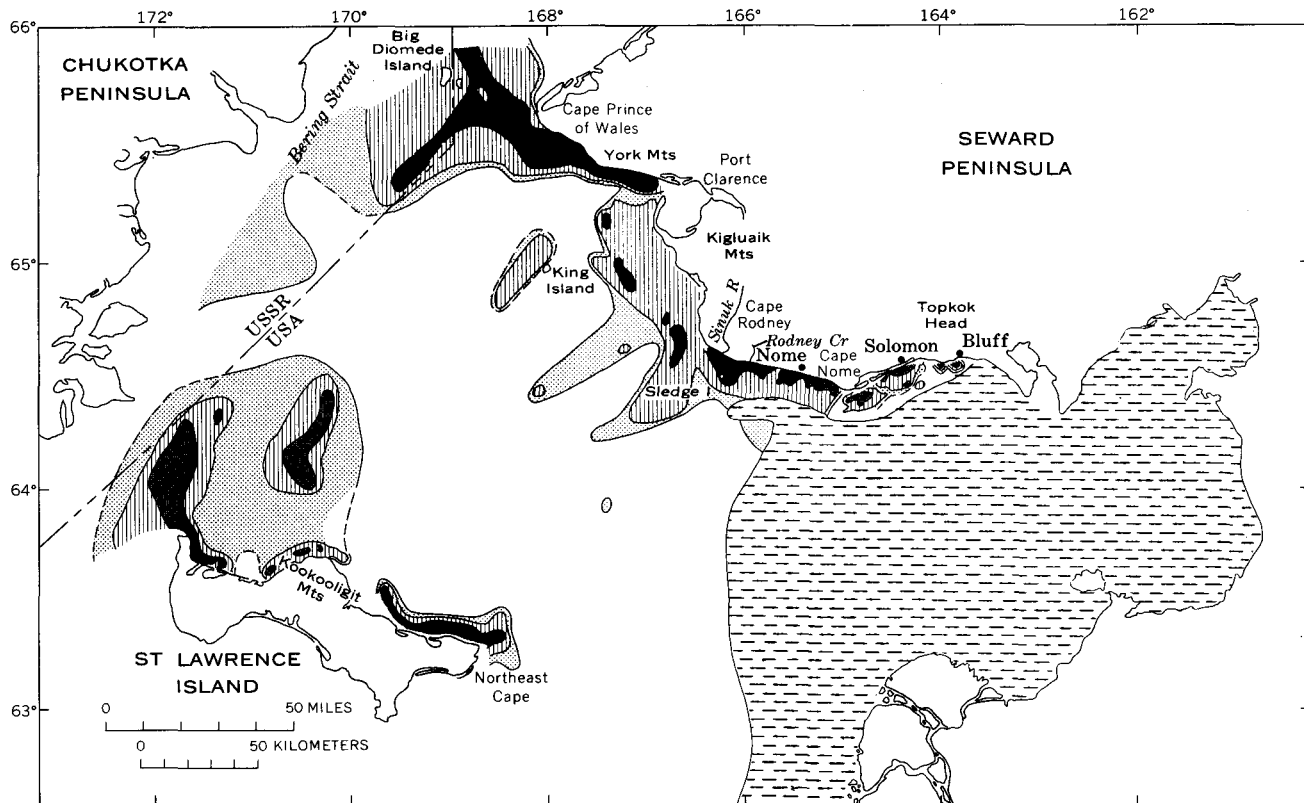 172° 170° 168° 166° 164° 162°
66°
Big
Diomede
Island
CHUKOTKA
PENINSULA
Bering Strait
Cape Prince
of Wales
York Mts
Port
Clarence
SEWARD
PENINSULA
Kigluaik
Mts
65°
King
Island
USSR
USA
Sinuk R
Cape
Rodney
Rodney Cr
Nome
Cape
Nome
Topkok
Head
Solomon
Bluff
Sledge I
64°
Kookooligit
Mts
ST LAWRENCE
ISLAND
Northeast
Cape
63°
0 50 MILES
0 50 KILOMETERS